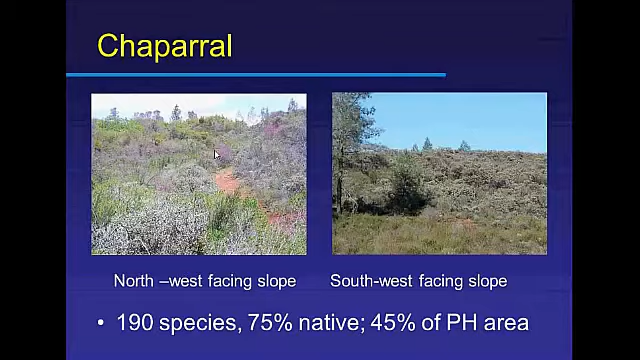 Chaparral
North –west facing slope
South-west facing slope
• 190 species, 75% native; 45% of PH area